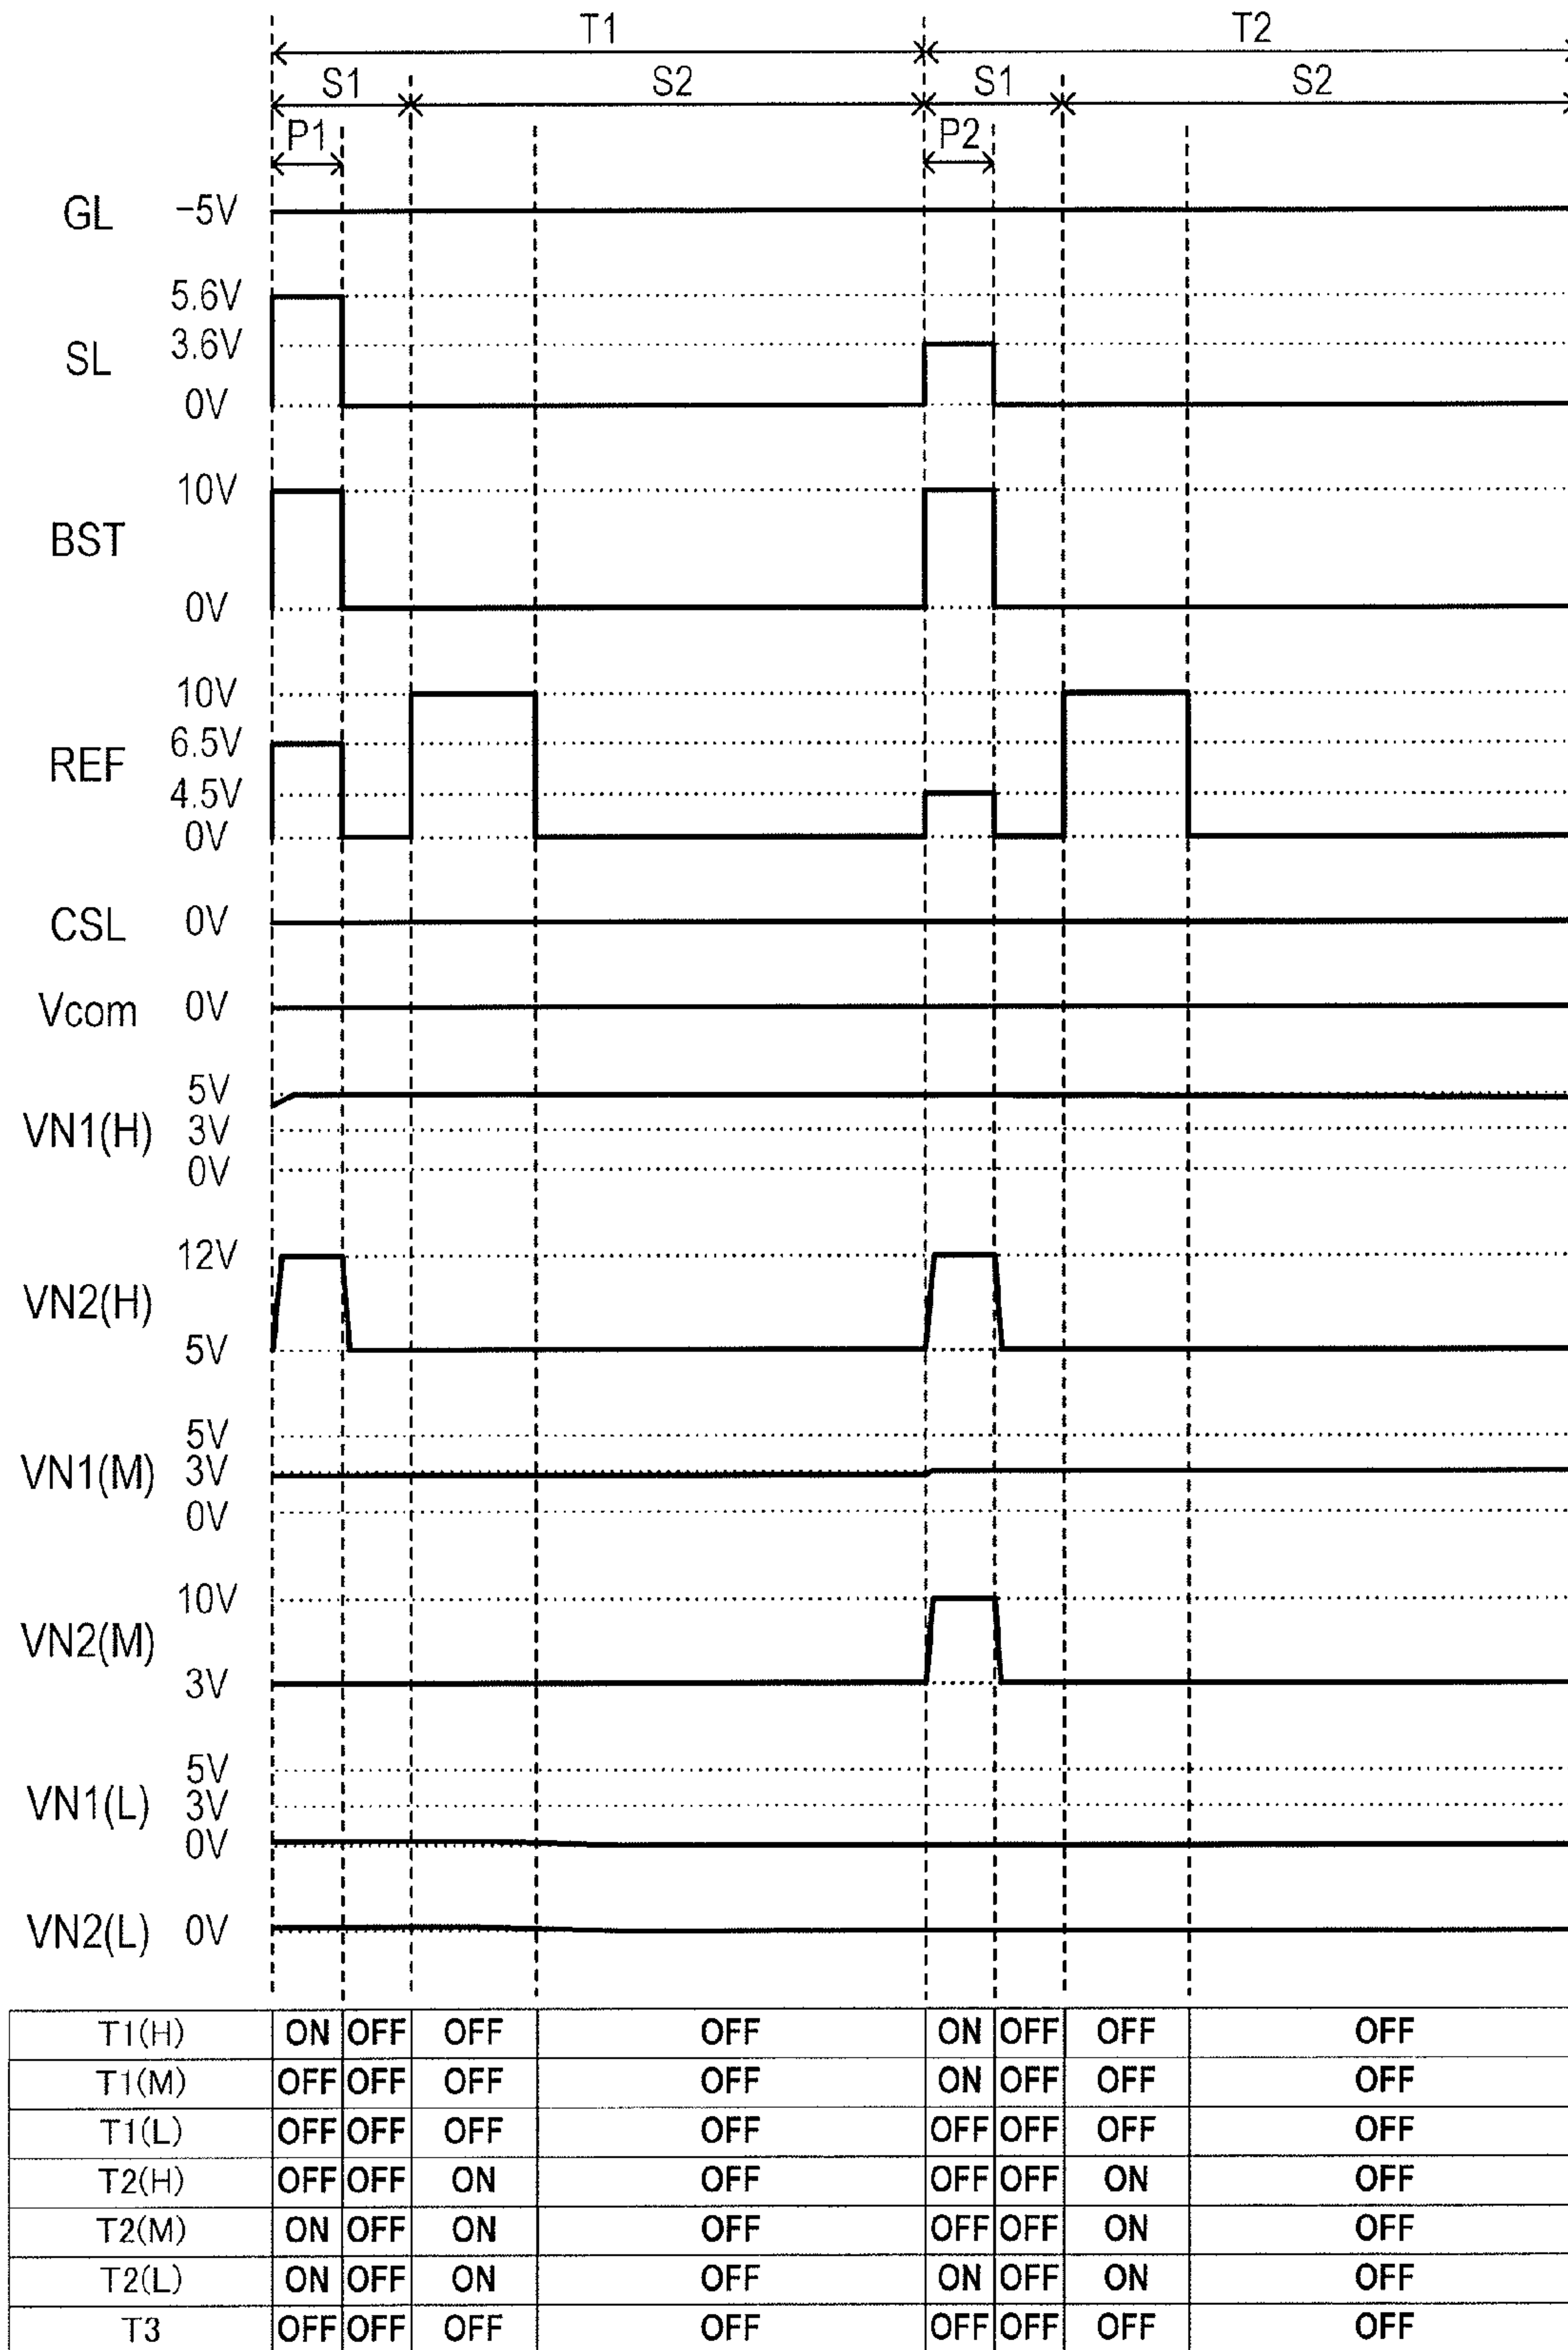 T1 T2
S1 S2 S1 S2
P1 P2
GL -5V
5.6V
SL 3.6V
0V
10V
BST
0V
10V
6.5V
REF
4.5V
0V
CSL 0V
Vcom 0V
5V
VN1(H) 3V
0V
12V
VN2(H)
5V
5V
VN1(M) 3V
0V
10V
VN2(M)
3V
5V
VN1(L) 3V
0V
VN2(L) 0V
T1(H) ON OFF OFF OFF ON OFF OFF OFF
T1(M) OFF OFF OFF OFF ON OFF OFF OFF
T1(L) OFF OFF OFF OFF OFF OFF OFF OFF
T2(H) OFF OFF ON OFF OFF OFF ON OFF
T2(M) ON OFF ON OFF OFF OFF ON OFF
T2(L) ON OFF ON OFF ON OFF ON OFF
T3 OFF OFF OFF OFF OFF OFF OFF OFF